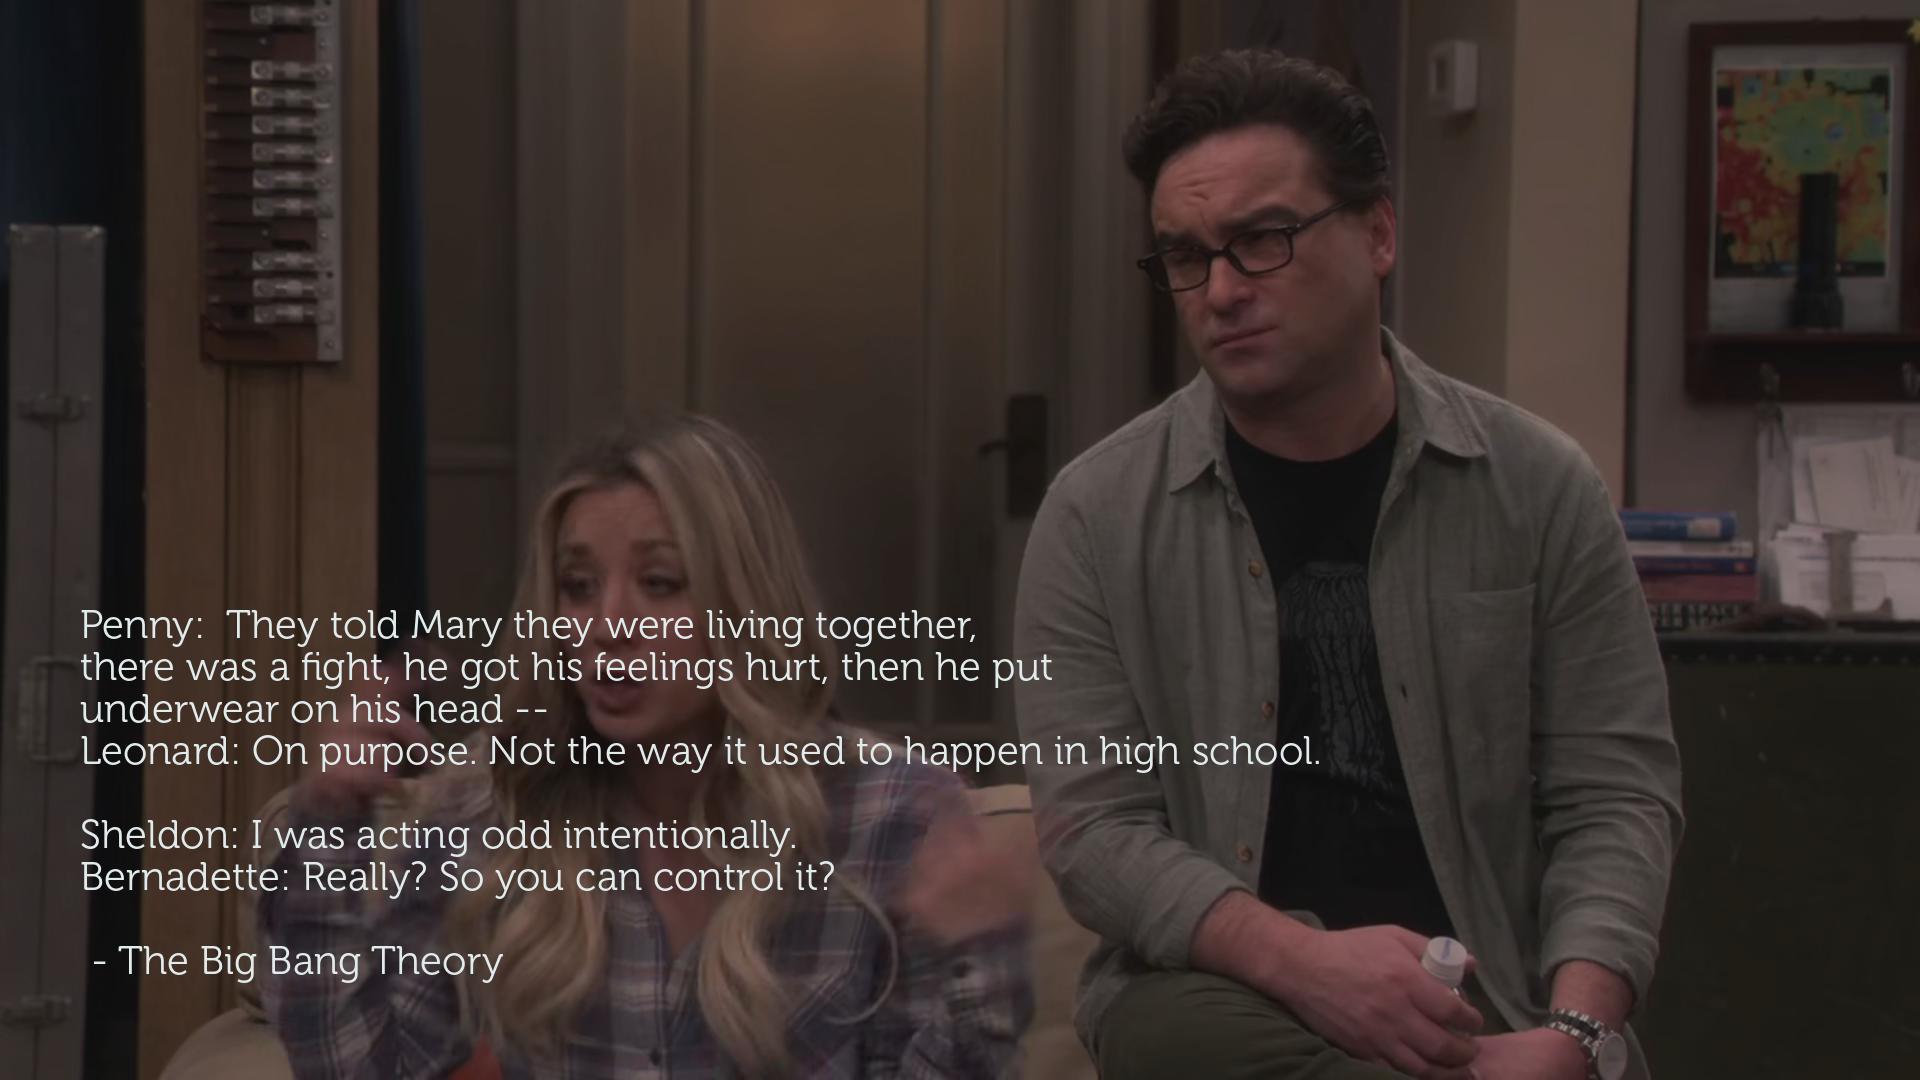 Penny:  They told Mary they were living together,
there was a fight, he got his feelings hurt, then he put
underwear on his head --
Leonard: On purpose. Not the way it used to happen in high school.
Sheldon: I was acting odd intentionally.
Bernadette: Really? So you can control it?
- The Big Bang Theory